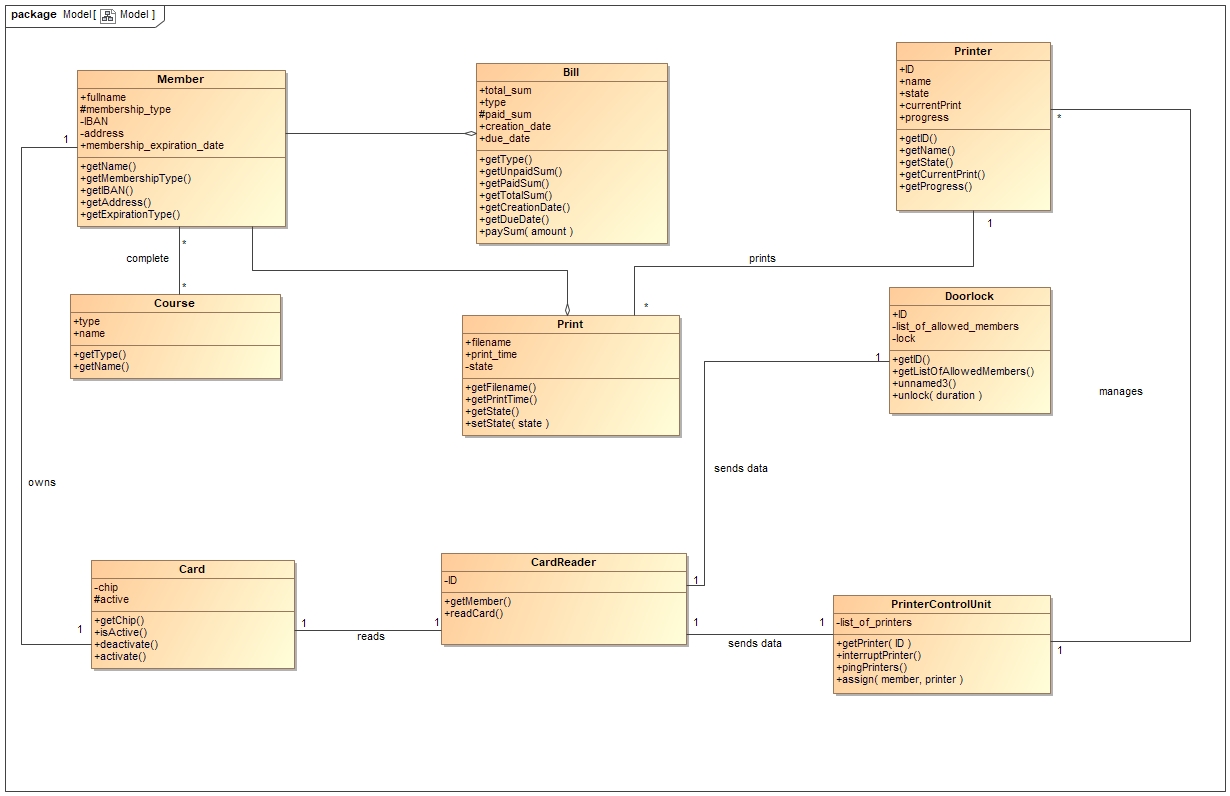 package Model[ Model ]
Member
+fullname
#membership_type
-IBAN
-address
+membership_expiration_date
+getName()
+getMembershipType()
+getIBAN()
+getAddress()
+getExpirationType()
Bill
+total_sum
+type
#paid_sum
+creation_date
+due_date
+getType()
+getUnpaidSum()
+getPaidSum()
+getTotalSum()
+getCreationDate()
+getDueDate()
+paySum( amount )
Printer
+ID
+name
+state
+currentPrint
+progress
+getID()
+getName()
+getState()
+getCurrentPrint()
+getProgress()
1
*
*
complete
*
1
prints
*
Course
+type
+name
+getType()
+getName()
Print
+filename
+print_time
-state
+getFilename()
+getPrintTime()
+getState()
+setState( state )
Doorlock
+ID
-list_of_allowed_members
-lock
+getID()
+getListOfAllowedMembers()
+unnamed3()
+unlock( duration )
1
manages
sends data
owns
Card
-chip
#active
+getChip()
+isActive()
+deactivate()
+activate()
1
1
reads
1
CardReader
-ID
+getMember()
+readCard()
1
1
sends data
1
PrinterControlUnit
-list_of_printers
+getPrinter( ID )
+interruptPrinter()
+pingPrinters()
+assign( member, printer )
1